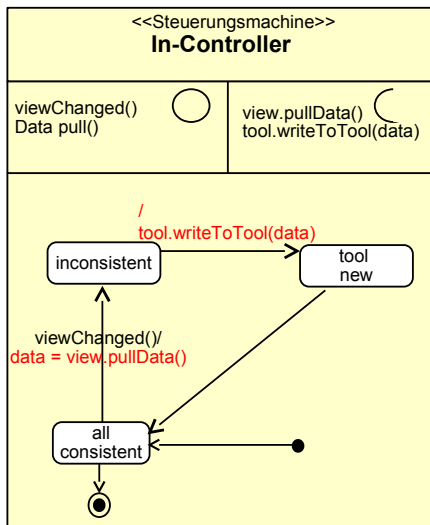 <<Steuerungsmachine>>
In-Controller
viewChanged()
Data pull()
view.pullData()
tool.writeToTool(data)
/
tool.writeToTool(data)
inconsistent
tool
new
viewChanged()/
data = view.pullData()
all
consistent